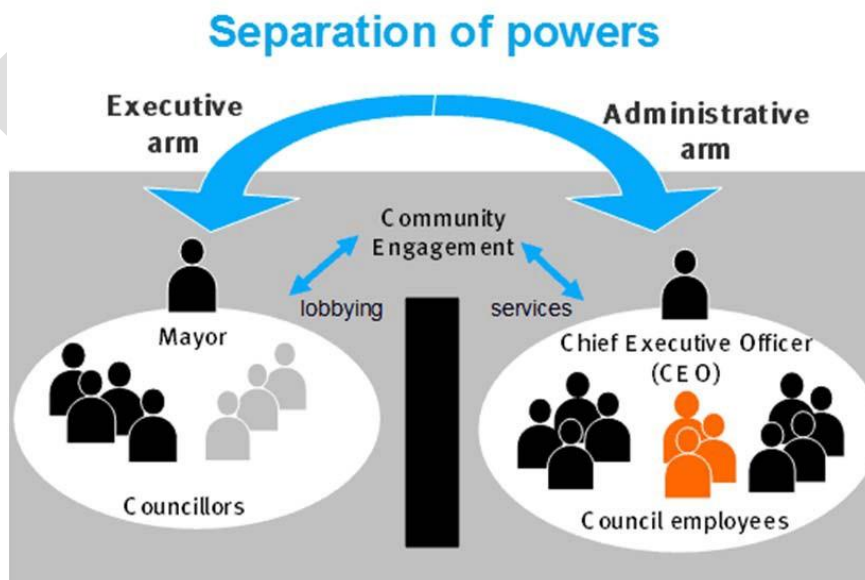 Separation of powers
Executive
arm
Administrative
arm
Community
Engagement
lobbying
services
Mayor
Chief Executive Officer
(CEO)
Councillors
Council employees